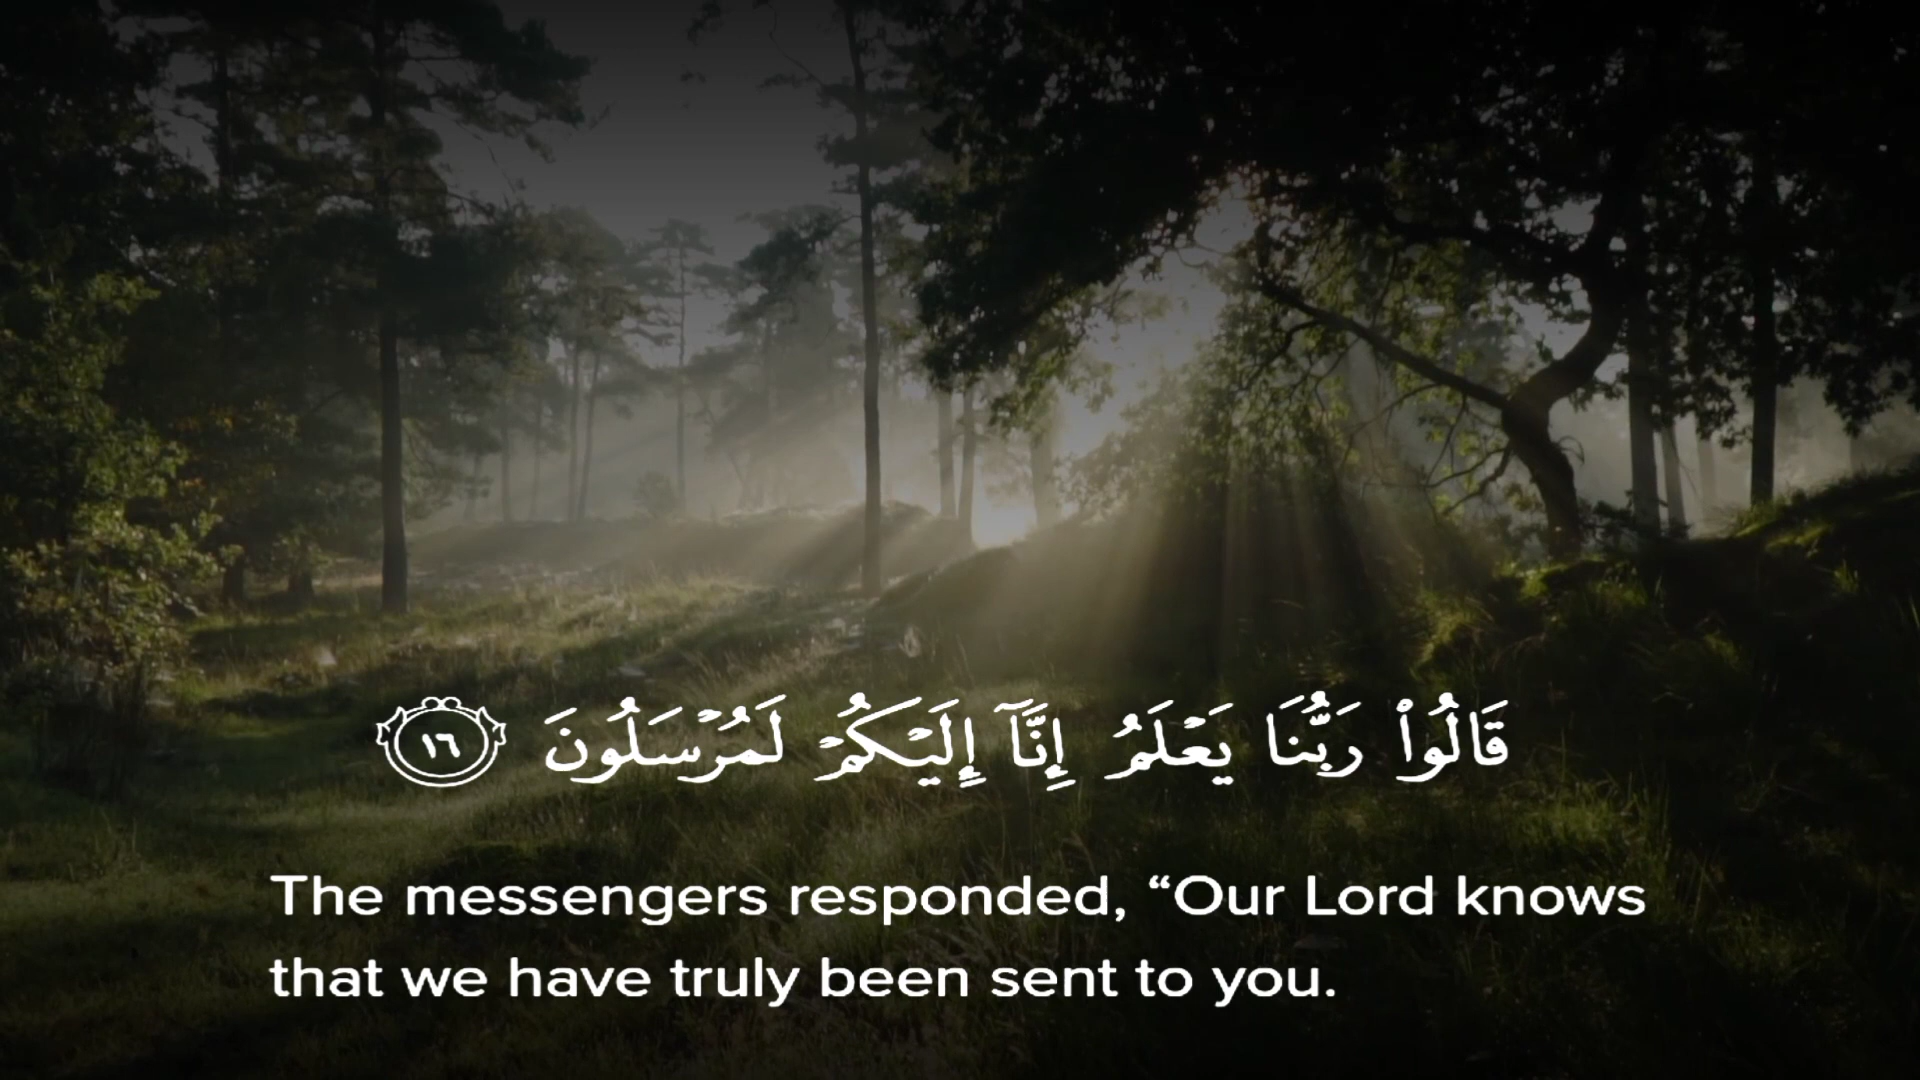 قَالُوا۟ رَبُّنَا يَعْلَمُ إِنَّآ إِلَيْكُمْ لَمُرْسَلُونَ ١٦
The messengers responded, “Our Lord knows
that we have truly been sent to you.